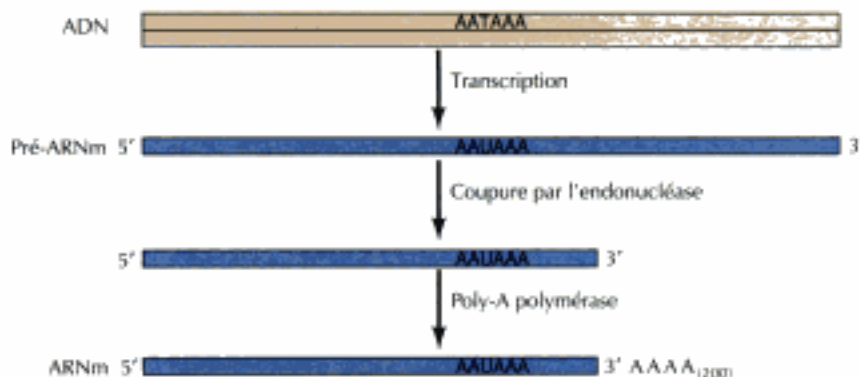 ADN AATAAA
Transcription
Pré-ARNm 5′ AAUAAA 3
Coupure par l'endonucléase
5′ AAUAAA 3′
Poly-A polymérase
ARNm 5′ AAUAAA 3′ AAAA(200)